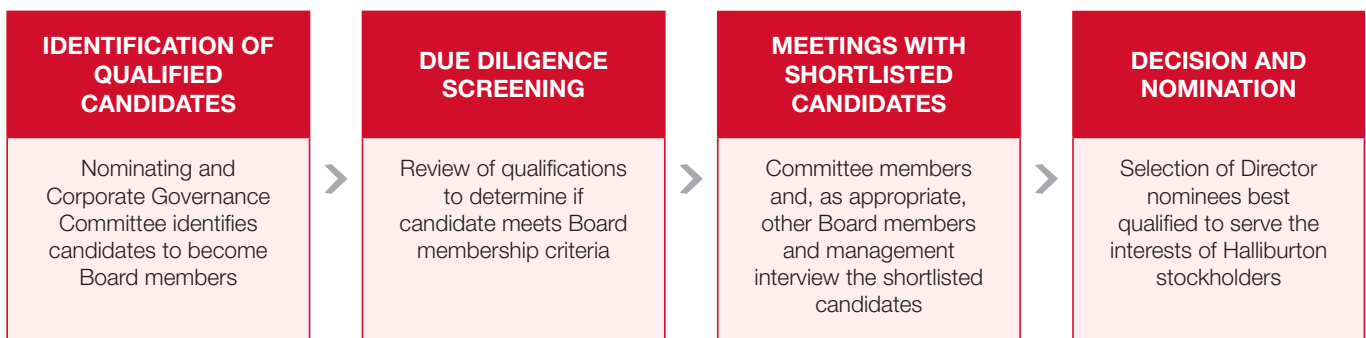 IDENTIFICATION OF
QUALIFIED
CANDIDATES
Nominating and
Corporate Governance
Committee identifies
candidates to become
Board members
DUE DILIGENCE
SCREENING
Review of qualifications
to determine if
candidate meets Board
membership criteria
MEETINGS WITH
SHORTLISTED
CANDIDATES
Committee members
and, as appropriate,
other Board members
and management
interview the shortlisted
candidates
DECISION AND
NOMINATION
Selection of Director
nominees best
qualified to serve the
interests of Halliburton
stockholders